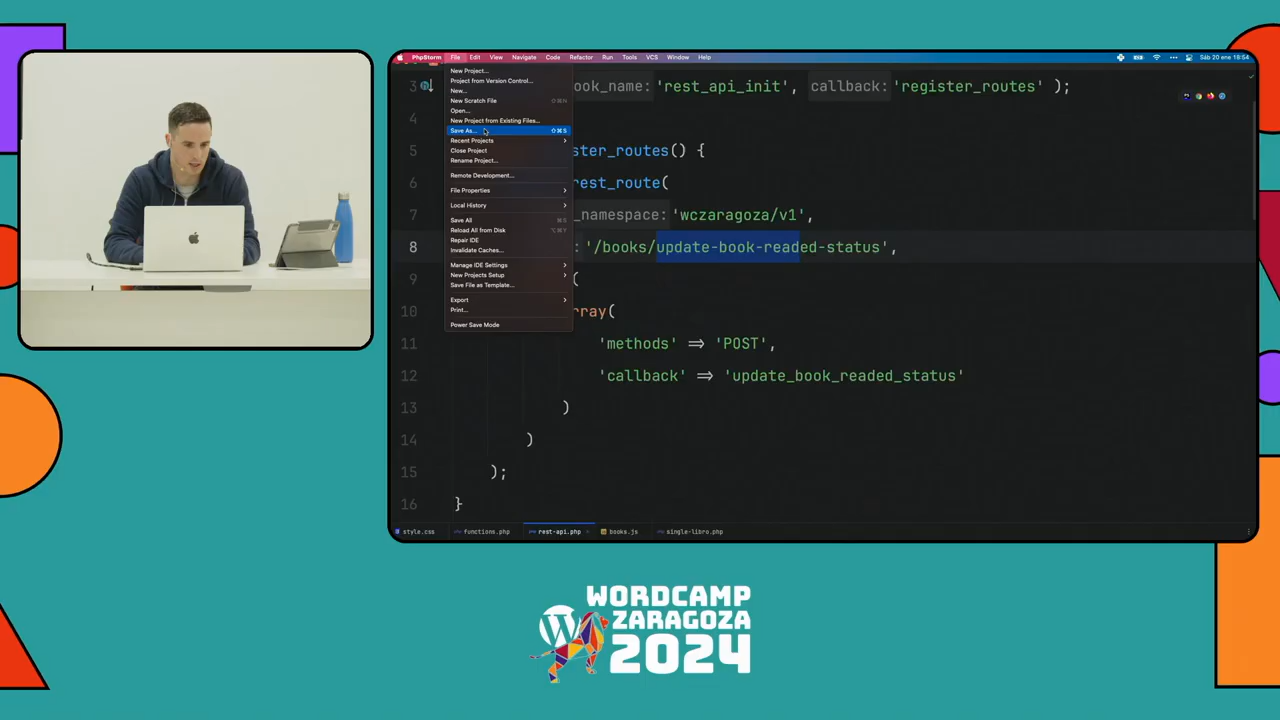 PhpStorm File Edit View Navigate Code Refactor Run Tools VCS Window Help Sáb 20 ene 18:54
New Project...
Project from Version Control...
New...
New Scratch File ⇧⌘N
Open...
New Project from Existing Files...
Save As... ⇧⌘S
Recent Projects
Close Project
Rename Project...
Remote Development...
File Properties
Local History
Save All ⌘S
Reload All from Disk ⌥⌘Y
Repair IDE
Invalidate Caches...
Manage IDE Settings
New Projects Setup
Save File as Template...
Export
Print...
Power Save Mode
3 ook_name: 'rest_api_init', callback: 'register_routes' );
4
5 ster_routes() {
6 rest_route(
7 _namespace: 'wczaragoza/v1',
8 : '/books/update-book-readed-status',
9 (
10 rray(
11 'methods' => 'POST',
12 'callback' => 'update_book_readed_status'
13 )
14 )
15 );
16 }
style.css functions.php rest-api.php books.js single-libro.php
WORDCAMP
ZARAGOZA
2024